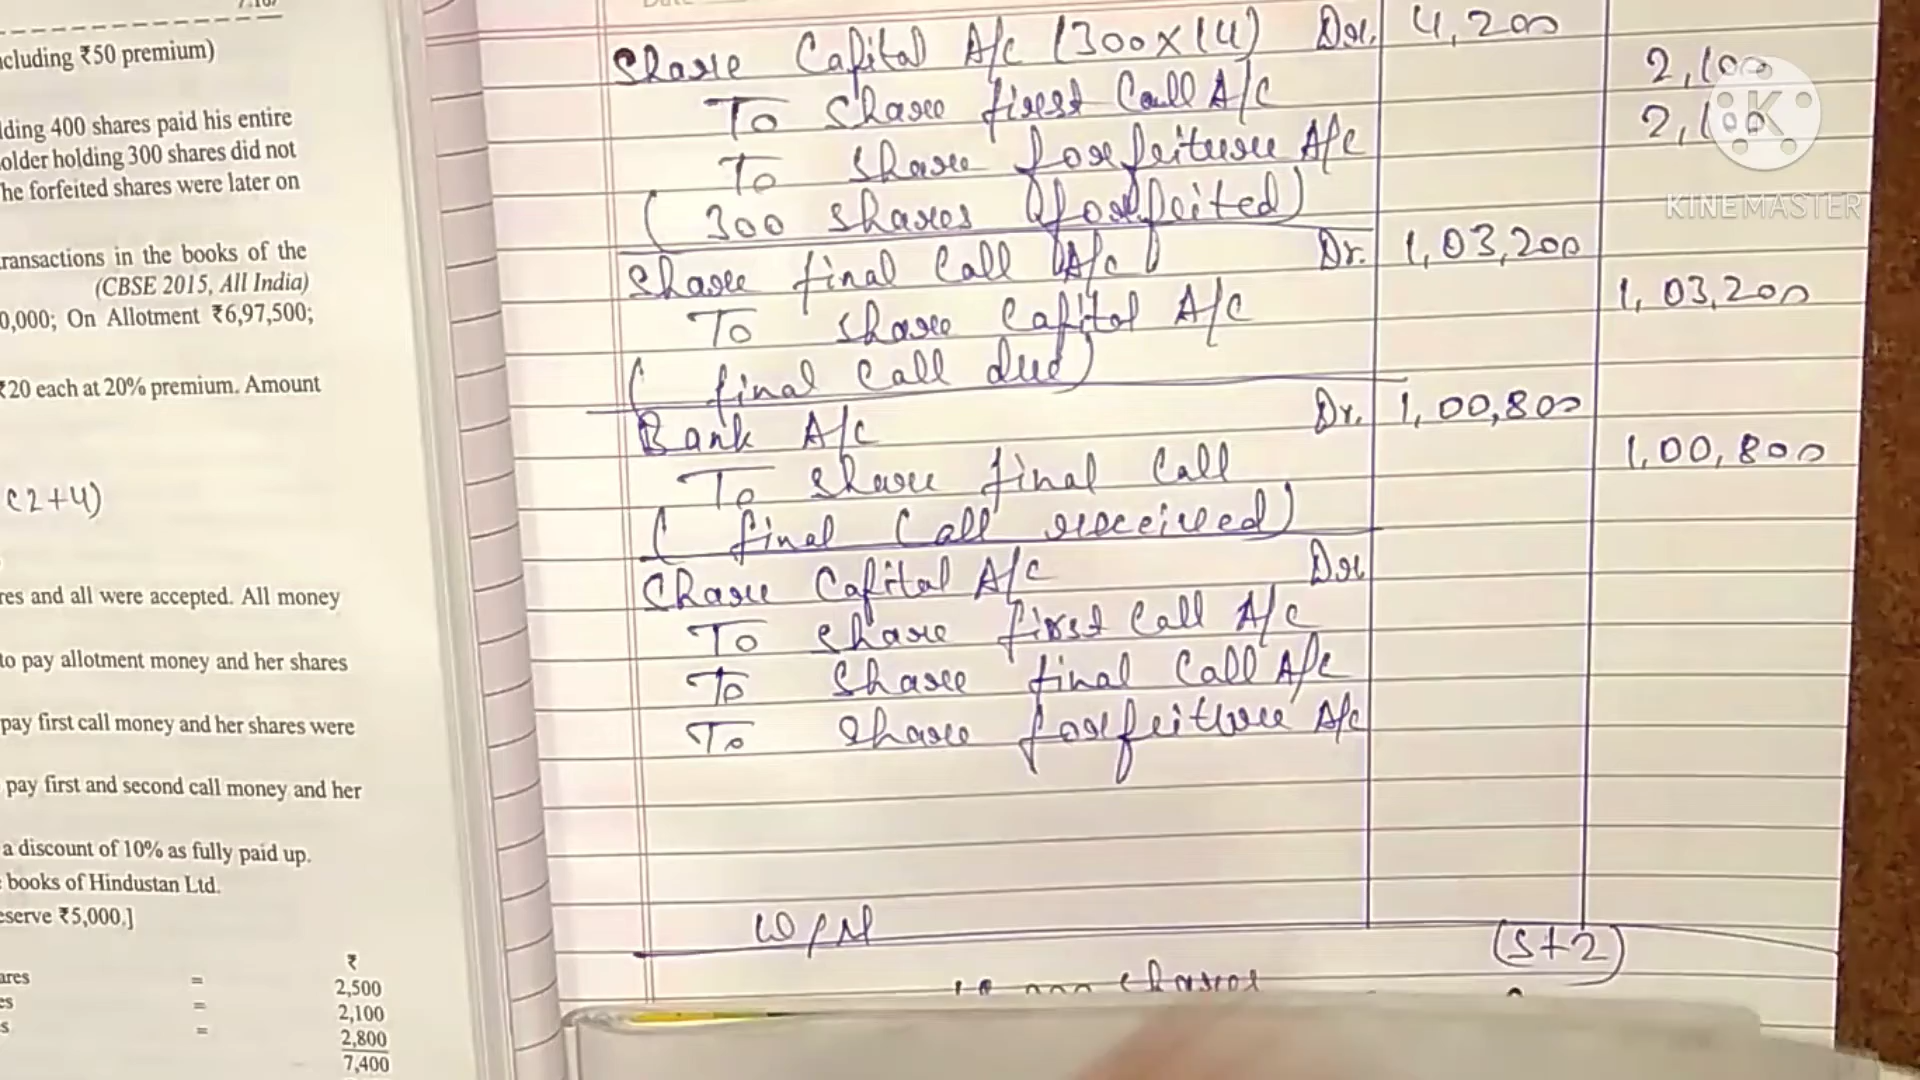 cluding ₹50 premium)
lding 400 shares paid his entire
older holding 300 shares did not
he forfeited shares were later on
ransactions in the books of the
(CBSE 2015, All India)
0,000; On Allotment ₹6,97,500;
₹20 each at 20% premium. Amount
(2+4)
res and all were accepted. All money
to pay allotment money and her shares
pay first call money and her shares were
pay first and second call money and her
a discount of 10% as fully paid up.
books of Hindustan Ltd.
eserve ₹5,000.]
₹
ares = 2,500
es = 2,100
s = 2,800
7,400
Share Capital A/c (300x14) Dr. 4,200
To Share first Call A/c 2,100
To Share forfeiture A/c 2,100
(300 shares forfeited)
Share final Call A/c Dr. 1,03,200
To Share Capital A/c 1,03,200
(final Call due)
Bank A/c Dr. 1,00,800
To Share final Call 1,00,800
(final Call received)
Share Capital A/c Dr
To Share first Call A/c
To Share final Call A/c
To Share forfeiture A/c
W/N
(5+2)
shares
K
KINEMASTER